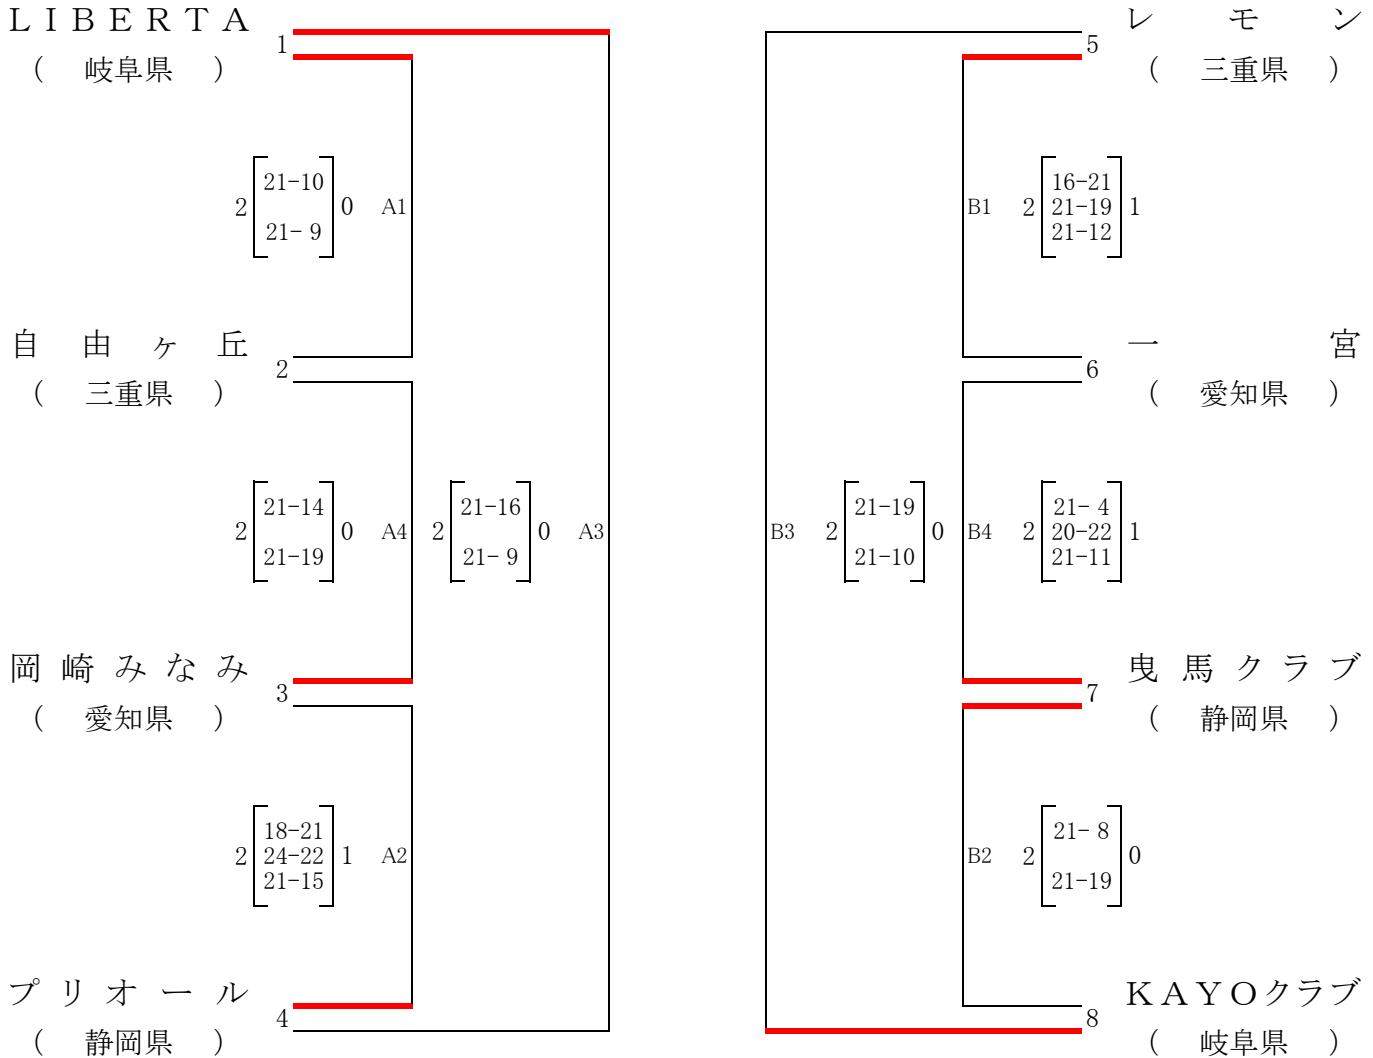 ＬＩＢＥＲＴＡ
1
（ 岐阜県 ）
2 21-10 21- 9 0 A1
自由ヶ丘
2
（ 三重県 ）
2 21-14 21-19 0 A4
2 21-16 21- 9 0 A3
岡崎みなみ
3
（ 愛知県 ）
2 18-21 24-22 21-15 1 A2
プリオール
4
（ 静岡県 ）
レモン
5
（ 三重県 ）
B1 2 16-21 21-19 21-12 1
一宮
6
（ 愛知県 ）
B3 2 21-19 21-10 0
B4 2 21- 4 20-22 21-11 1
曳馬クラブ
7
（ 静岡県 ）
B2 2 21- 8 21-19 0
ＫＡＹＯクラブ
8
（ 岐阜県 ）